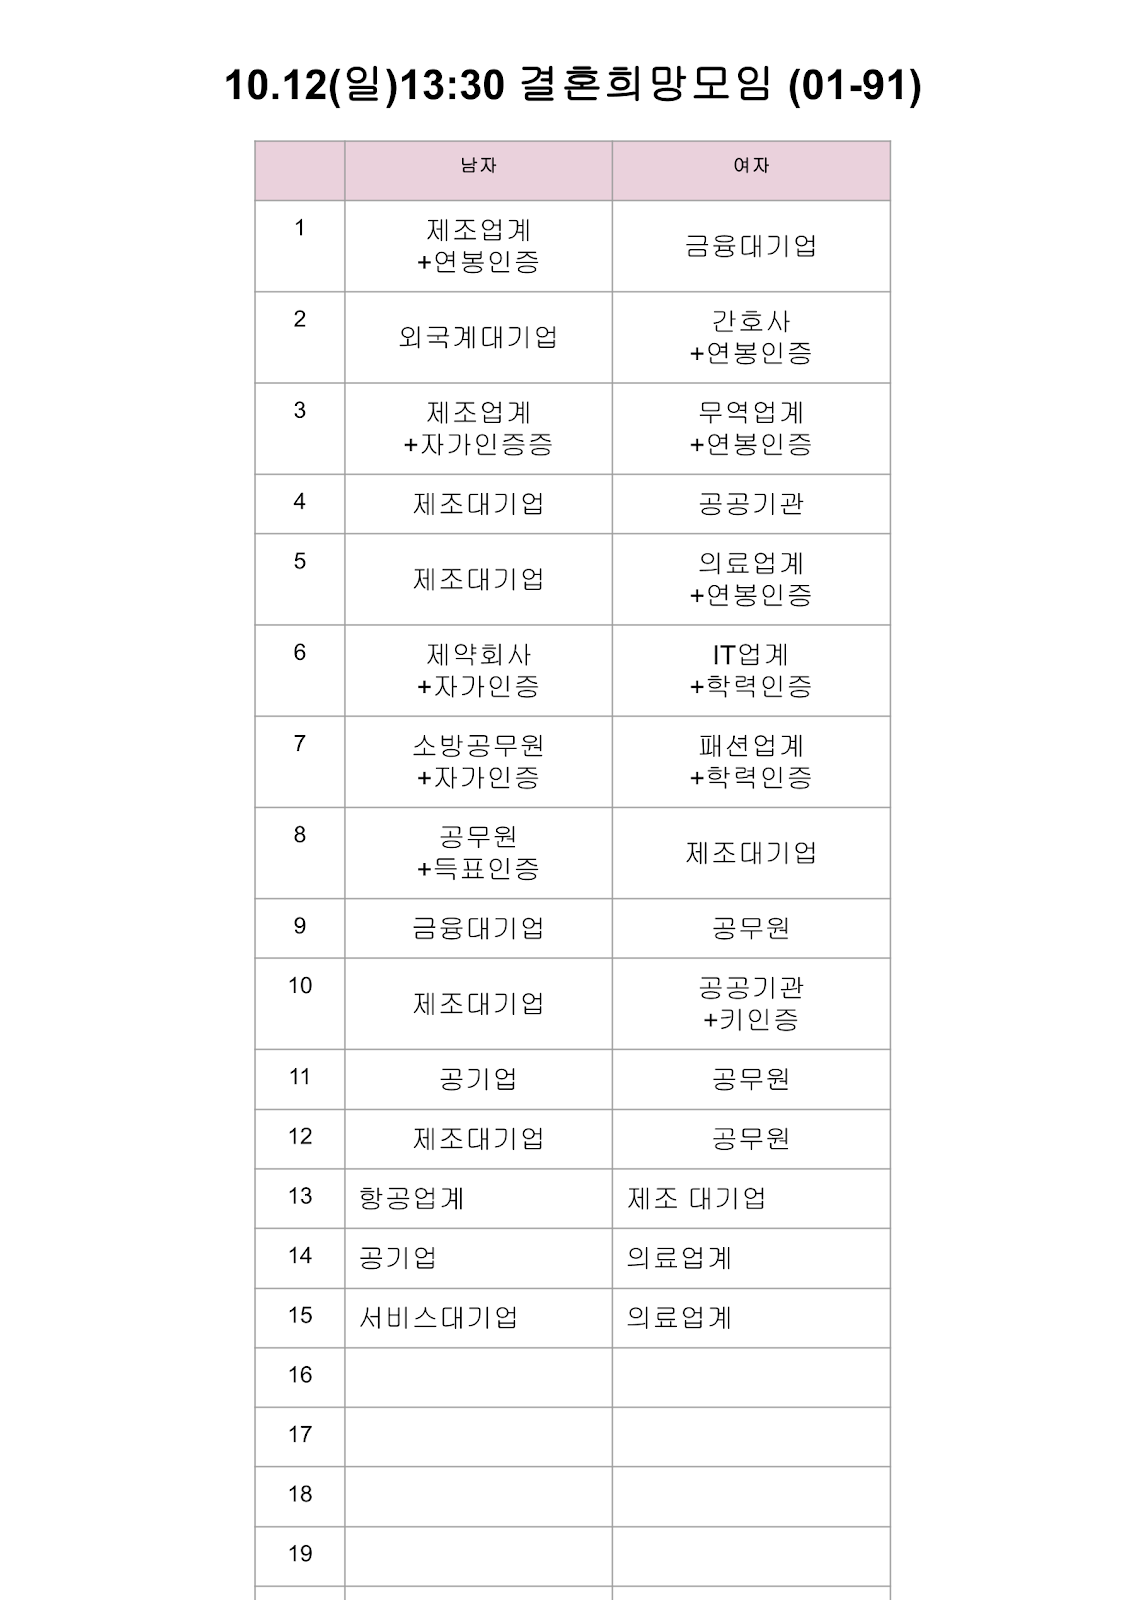 10.12(일)13:30 결혼희망모임 (01-91)
남자 여자
1 제조업계
+연봉인증 금융대기업
2 외국계대기업 간호사
+연봉인증
3 제조업계
+자가인증증 무역업계
+연봉인증
4 제조대기업 공공기관
5 제조대기업 의료업계
+연봉인증
6 제약회사
+자가인증 IT업계
+학력인증
7 소방공무원
+자가인증 패션업계
+학력인증
8 공무원
+득표인증 제조대기업
9 금융대기업 공무원
10 제조대기업 공공기관
+키인증
11 공기업 공무원
12 제조대기업 공무원
13 항공업계 제조 대기업
14 공기업 의료업계
15 서비스대기업 의료업계
16
17
18
19